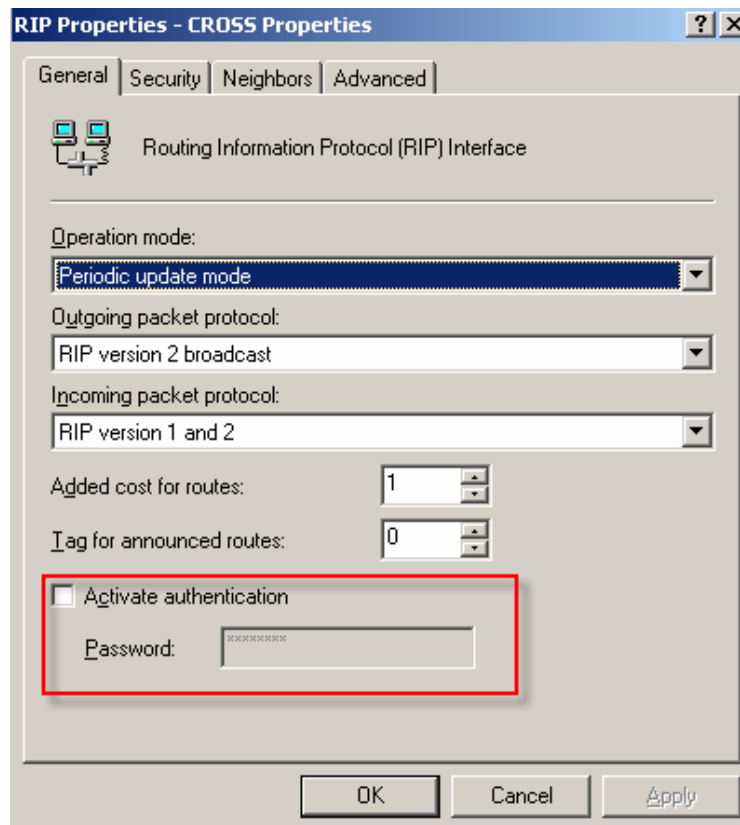 RIP Properties - CROSS Properties
General Security Neighbors Advanced
Routing Information Protocol (RIP) Interface
Operation mode:
Periodic update mode
Outgoing packet protocol:
RIP version 2 broadcast
Incoming packet protocol:
RIP version 1 and 2
Added cost for routes: 1
Tag for announced routes: 0
Activate authentication
Password: ********
OK Cancel Apply